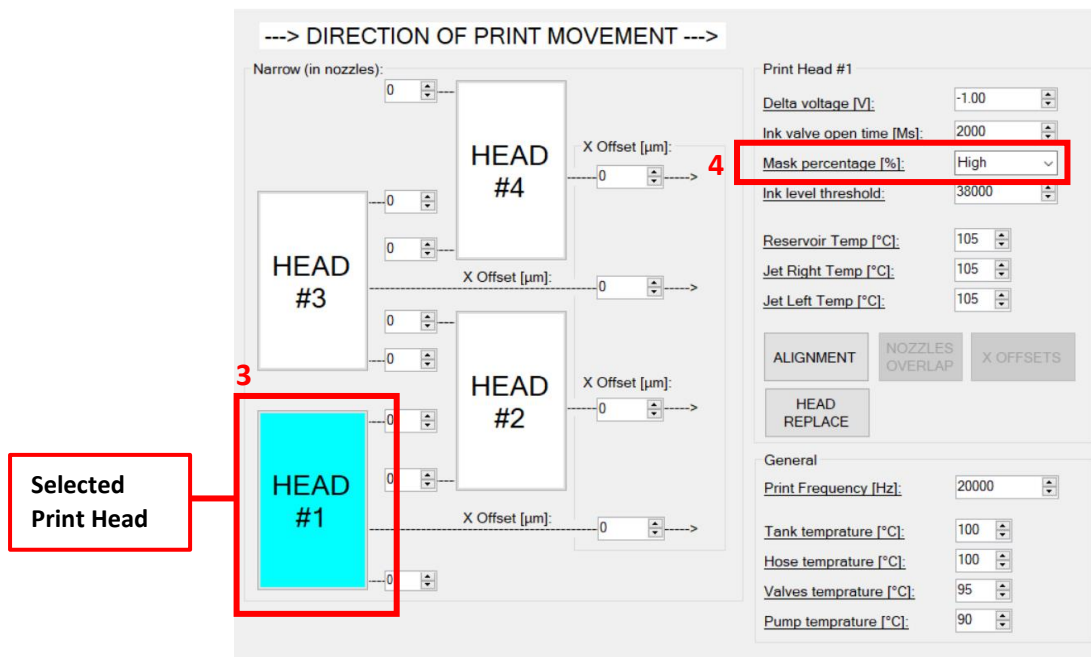 ---> DIRECTION OF PRINT MOVEMENT --->
Narrow (in nozzles):
0
HEAD
#4
X Offset [µm]:
0
0
0
HEAD
#3
X Offset [µm]:
0
0
0
HEAD
#2
X Offset [µm]:
0
3
0
0
HEAD
#1
X Offset [µm]:
0
0
Selected
Print Head
Print Head #1
Delta voltage [V]: -1.00
Ink valve open time [Ms]: 2000
4
Mask percentage [%]: High
Ink level threshold: 38000
Reservoir Temp [°C]: 105
Jet Right Temp [°C]: 105
Jet Left Temp [°C]: 105
ALIGNMENT
NOZZLES
OVERLAP
X OFFSETS
HEAD
REPLACE
General
Print Frequency [Hz]: 20000
Tank temprature [°C]: 100
Hose temprature [°C]: 100
Valves temprature [°C]: 95
Pump temprature [°C]: 90